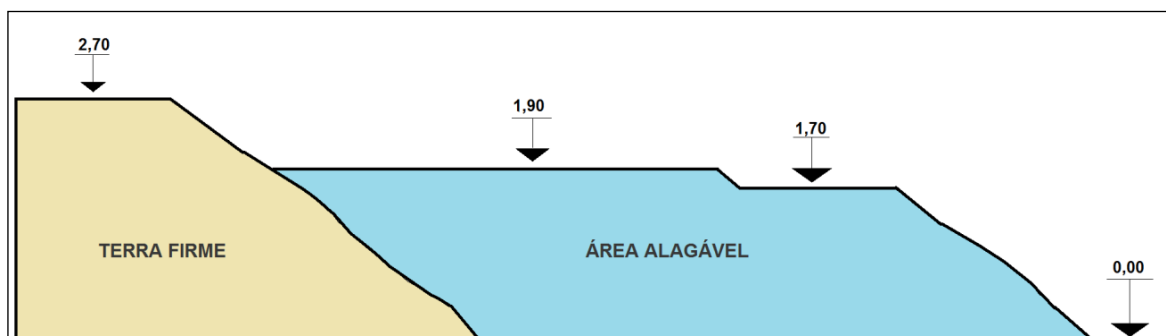 2,70
1,90
1,70
TERRA FIRME
ÁREA ALAGÁVEL
0,00